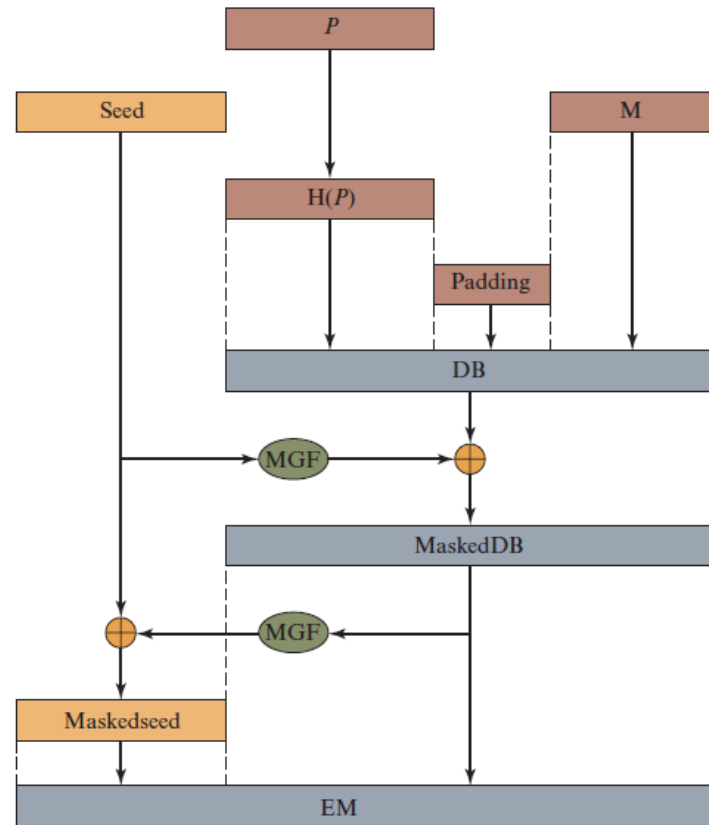 P
Seed
M
H(P)
Padding
DB
MGF
MaskedDB
MGF
Maskedseed
EM